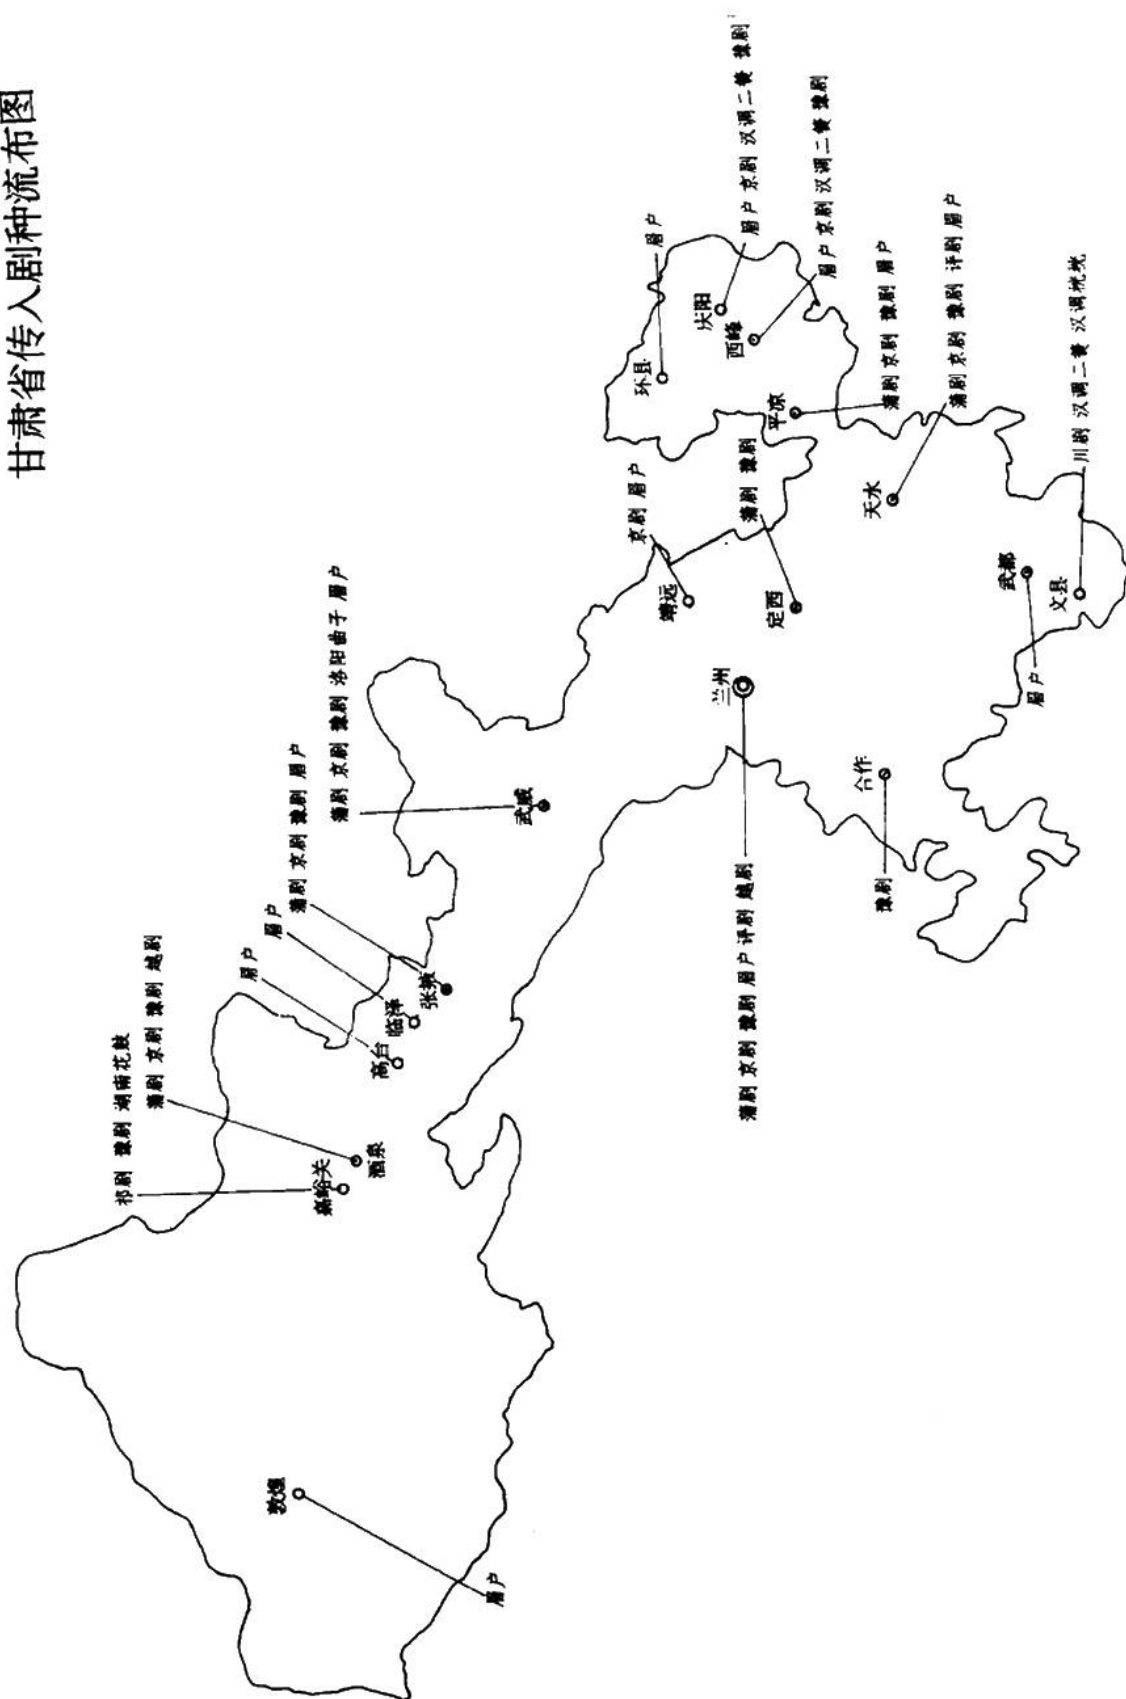 甘肃省传入剧种流布图
敦煌
眉户
嘉峪关
祁剧 豫剧 湖南花鼓
酒泉
蒲剧 京剧 豫剧 越剧
高台
眉户
临泽
眉户
张掖
蒲剧 京剧 豫剧 眉户
武威
蒲剧 京剧 豫剧 洛阳曲子 眉户
兰州
蒲剧 京剧 豫剧 眉户 评剧 越剧
合作
豫剧
靖远
京剧 眉户
定西
蒲剧 豫剧
环县
眉户
庆阳
眉户 京剧 汉调二簧 豫剧
西峰
眉户 京剧 汉调二簧 豫剧
平凉
蒲剧 京剧 豫剧 眉户
天水
蒲剧 京剧 豫剧 评剧 眉户
武都
眉户
文县
川剧 汉调二簧 汉调桄桄